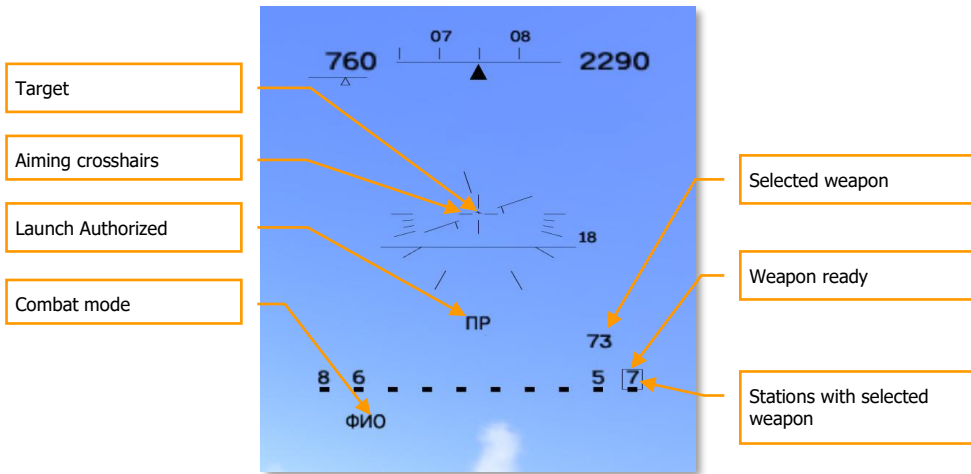 07 08
760 2290
Target
Aiming crosshairs
Launch Authorized
Combat mode
18
ПР
73
8 6 5 7
ФИО
Selected weapon
Weapon ready
Stations with selected
weapon